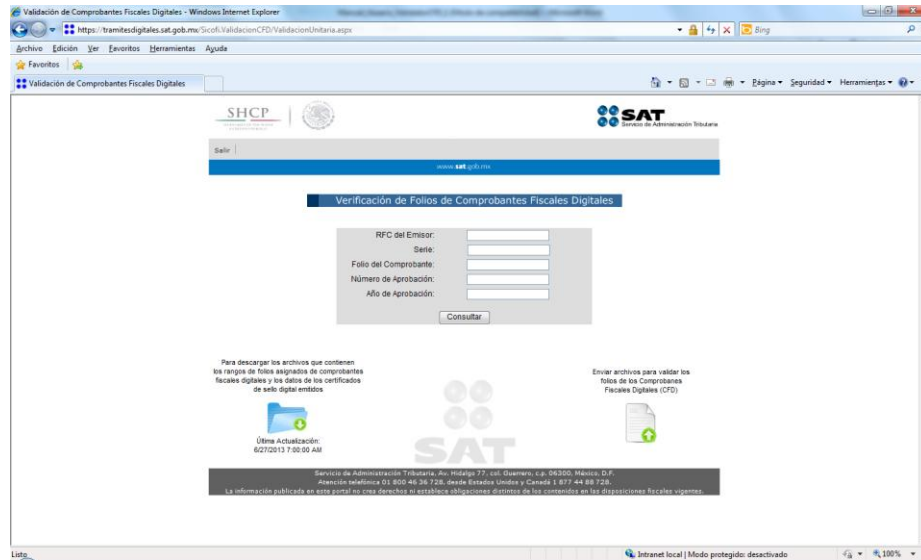 Validación de Comprobantes Fiscales Digitales - Windows Internet Explorer
https://tramitesdigitales.sat.gob.mx/Sicofi.ValidacionCFD/ValidacionUnitaria.aspx
Bing
Archivo Edición Ver Favoritos Herramientas Ayuda
Favoritos
Validación de Comprobantes Fiscales Digitales
Página Seguridad Herramientas
SHCP
SAT
Servicio de Administración Tributaria
Salir
www.sat.gob.mx
Verificación de Folios de Comprobantes Fiscales Digitales
RFC del Emisor:
Serie:
Folio del Comprobante:
Número de Aprobación:
Año de Aprobación:
Consultar
Para descargar los archivos que contienen
los rangos de folios asignados de comprobantes
fiscales digitales y los datos de los certificados
de sello digital emitidos
Última Actualización:
6/27/2013 7:00:00 AM
Enviar archivos para validar los
folios de los Comprobanes
Fiscales Digitales (CFD)
SAT
Servicio de Administración Tributaria, Av. Hidalgo 77, col. Guerrero, c.p. 06300, México, D.F.
Atención telefónica 01 800 46 36 728, desde Estados Unidos y Canadá 1 877 44 88 728.
La información publicada en este portal no crea derechos ni establece obligaciones distintos de los contenidos en las disposiciones fiscales vigentes.
Listo
Intranet local | Modo protegido: desactivado
100%